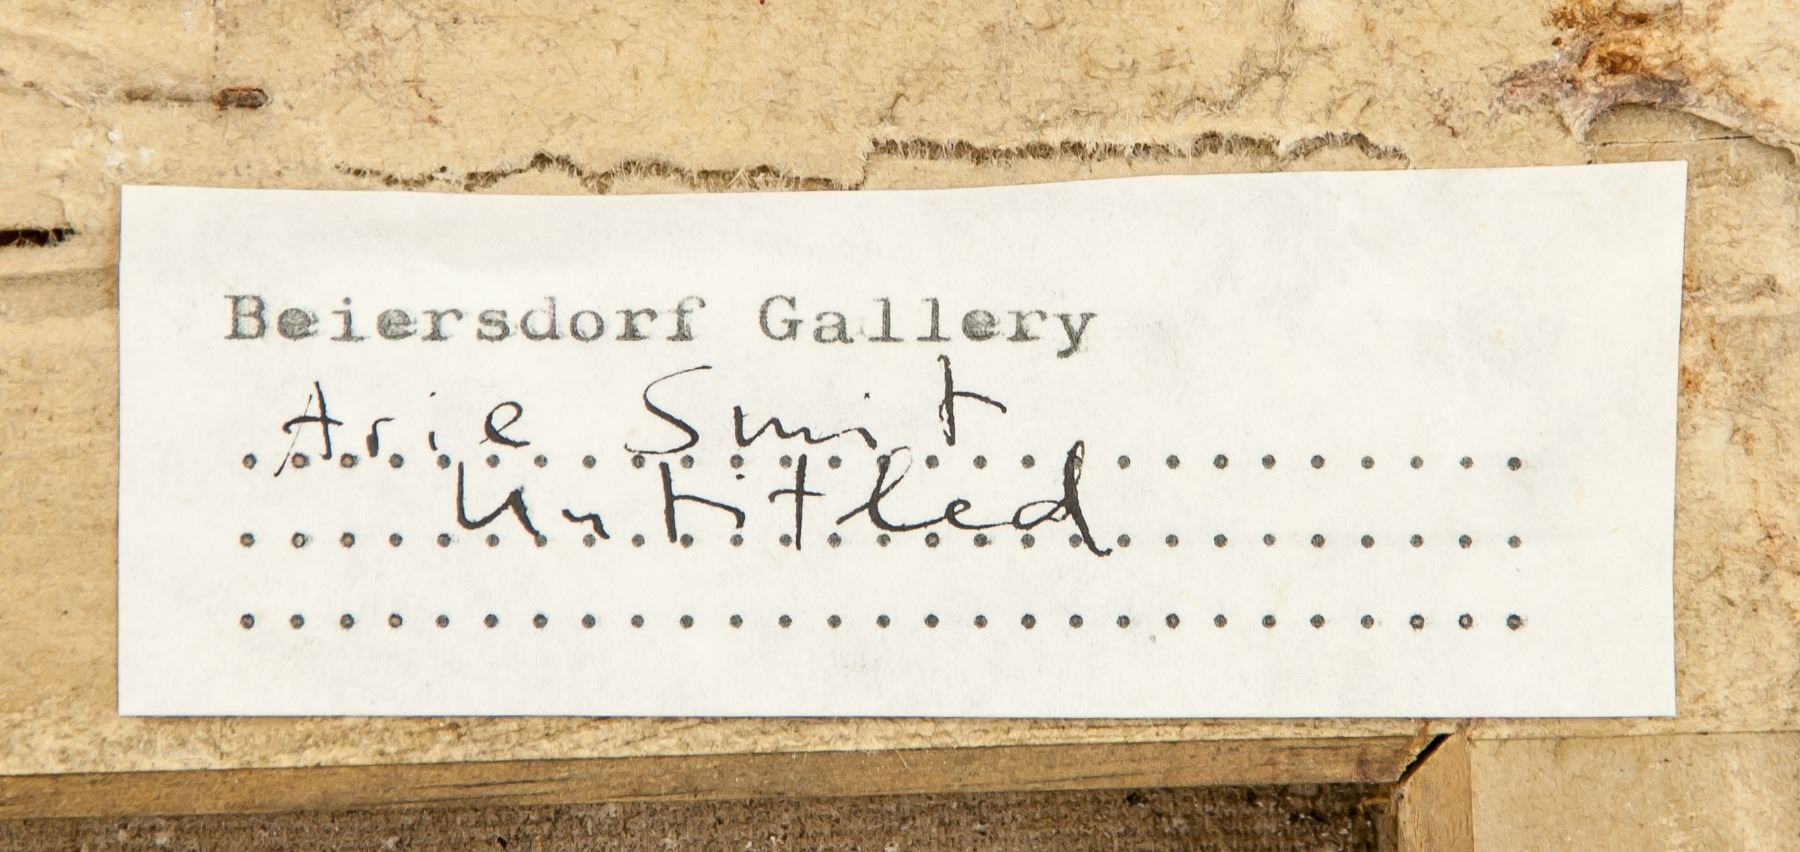 Beiersdorf Gallery
Arie Smit
Untitled